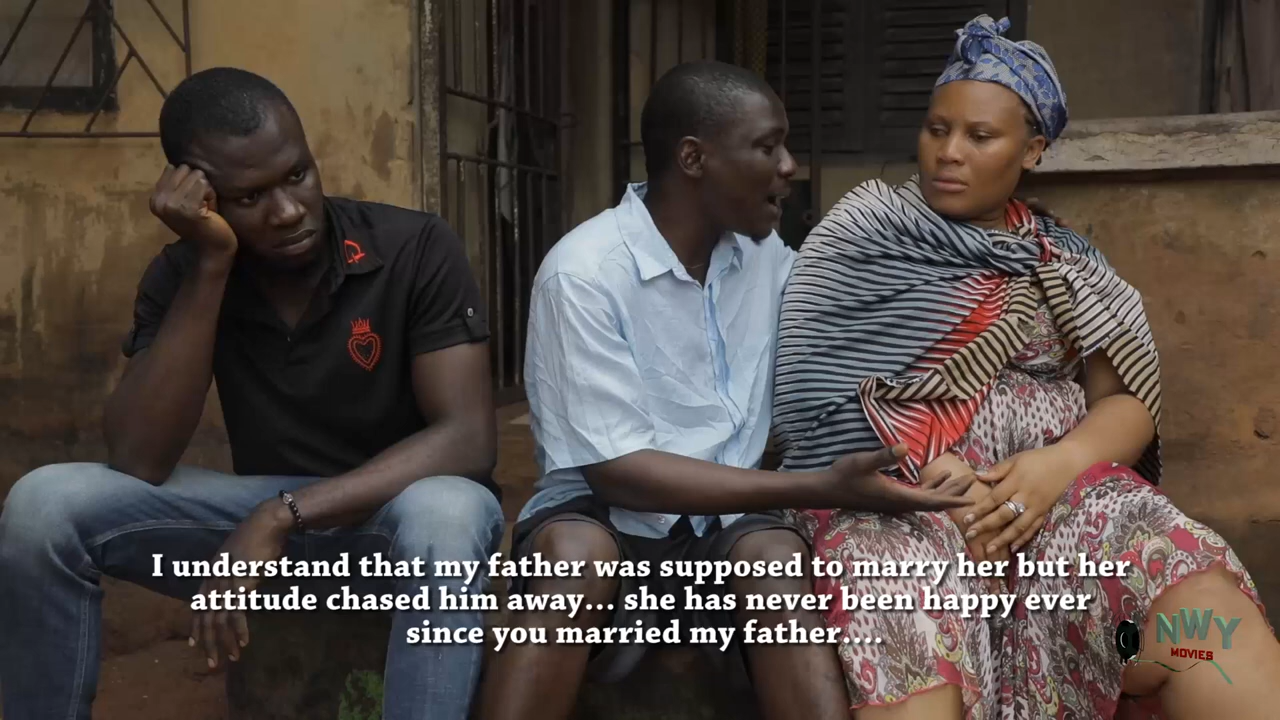 I understand that my father was supposed to marry her but her
attitude chased him away... she has never been happy ever
since you married my father....
NWY
MOVIES